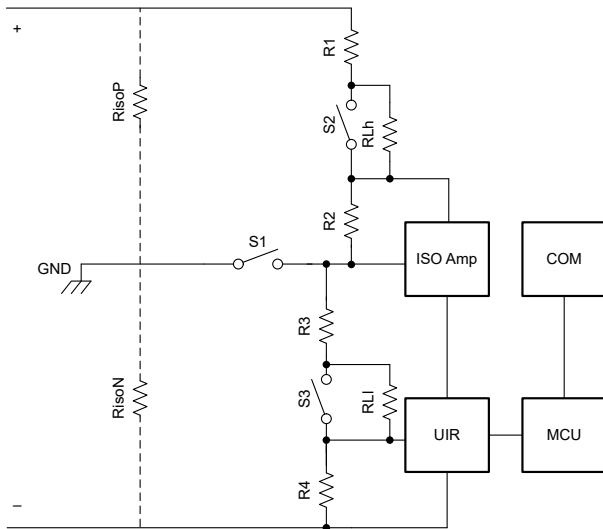 +
R1
RisoP
S2
RLh
R2
S1
GND
ISO Amp
COM
R3
RisoN
S3
RLl
UIR
MCU
R4
–